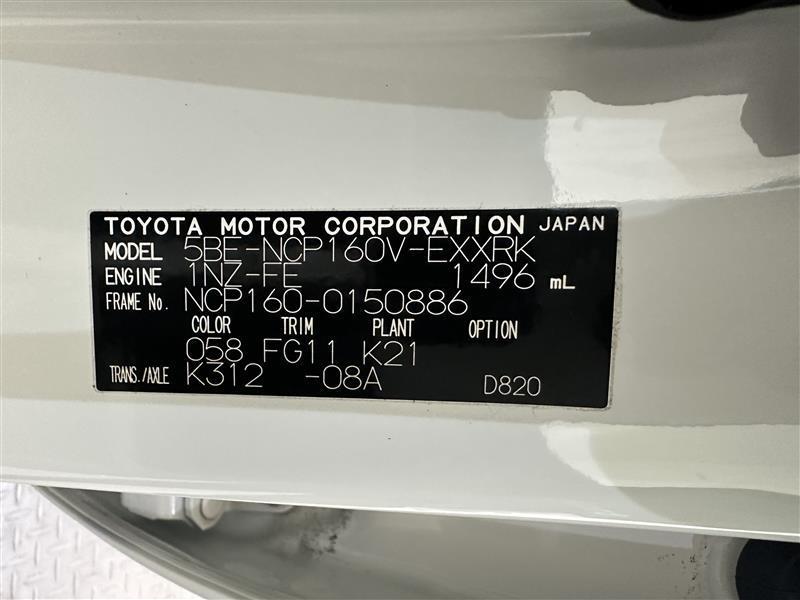 TOYOTA MOTOR CORPORATION JAPAN
MODEL 5BE-NCP160V-EXXRK
ENGINE 1NZ-FE 1496 mL
FRAME No. NCP160-0150886
COLOR TRIM PLANT OPTION
058 FG11 K21
TRANS./AXLE K312 -08A D820